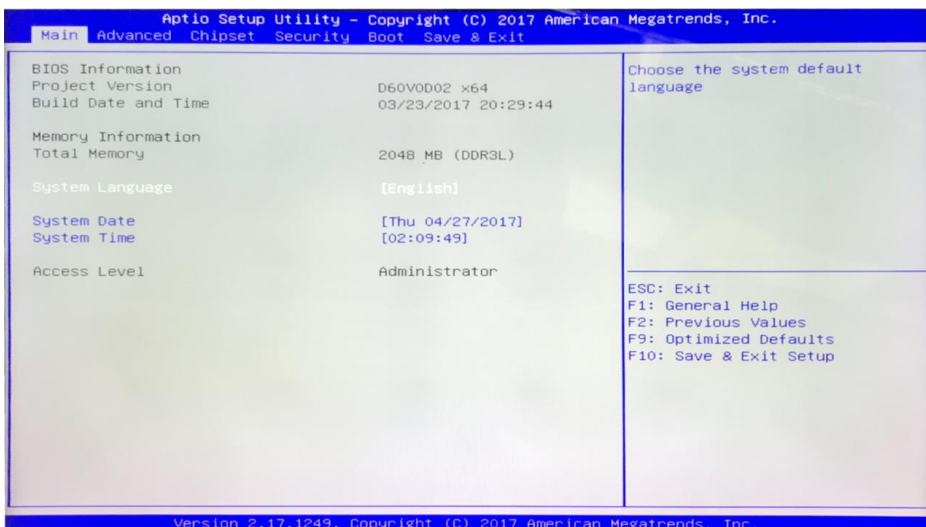 Aptio Setup Utility – Copyright (C) 2017 American Megatrends, Inc.
Main Advanced Chipset Security Boot Save & Exit
BIOS Information
Project Version D60V0D02 x64
Build Date and Time 03/23/2017 20:29:44
Memory Information
Total Memory 2048 MB (DDR3L)
System Language [English]
System Date [Thu 04/27/2017]
System Time [02:09:49]
Access Level Administrator
Choose the system default
language
ESC: Exit
F1: General Help
F2: Previous Values
F9: Optimized Defaults
F10: Save & Exit Setup
Version 2.17.1249. Copyright (C) 2017 American Megatrends, Inc.